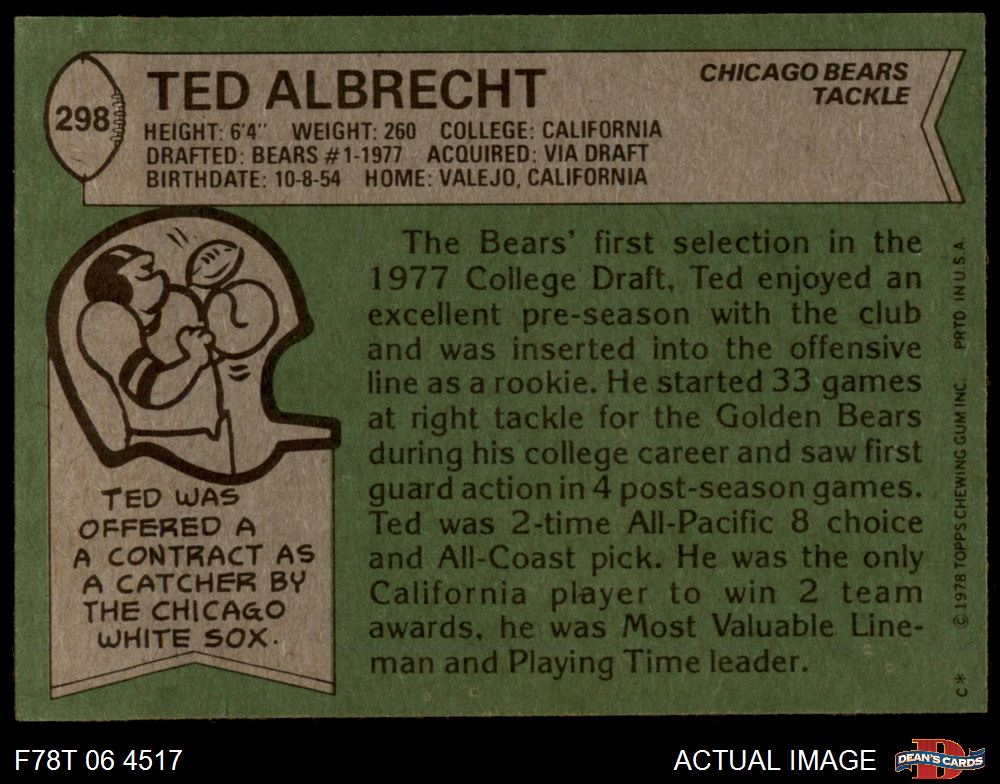 298
TED ALBRECHT
CHICAGO BEARS
TACKLE
HEIGHT: 6'4" WEIGHT: 260 COLLEGE: CALIFORNIA
DRAFTED: BEARS #1-1977 ACQUIRED: VIA DRAFT
BIRTHDATE: 10-8-54 HOME: VALEJO, CALIFORNIA
TED WAS
OFFERED A
A CONTRACT AS
A CATCHER BY
THE CHICAGO
WHITE SOX.
The Bears' first selection in the
1977 College Draft, Ted enjoyed an
excellent pre-season with the club
and was inserted into the offensive
line as a rookie. He started 33 games
at right tackle for the Golden Bears
during his college career and saw first
guard action in 4 post-season games.
Ted was 2-time All-Pacific 8 choice
and All-Coast pick. He was the only
California player to win 2 team
awards, he was Most Valuable Line-
man and Playing Time leader.
© 1978 TOPPS CHEWING GUM INC. PRTD IN U.S.A.
C*
F78T 06 4517
ACTUAL IMAGE
D
DEAN'S CARDS